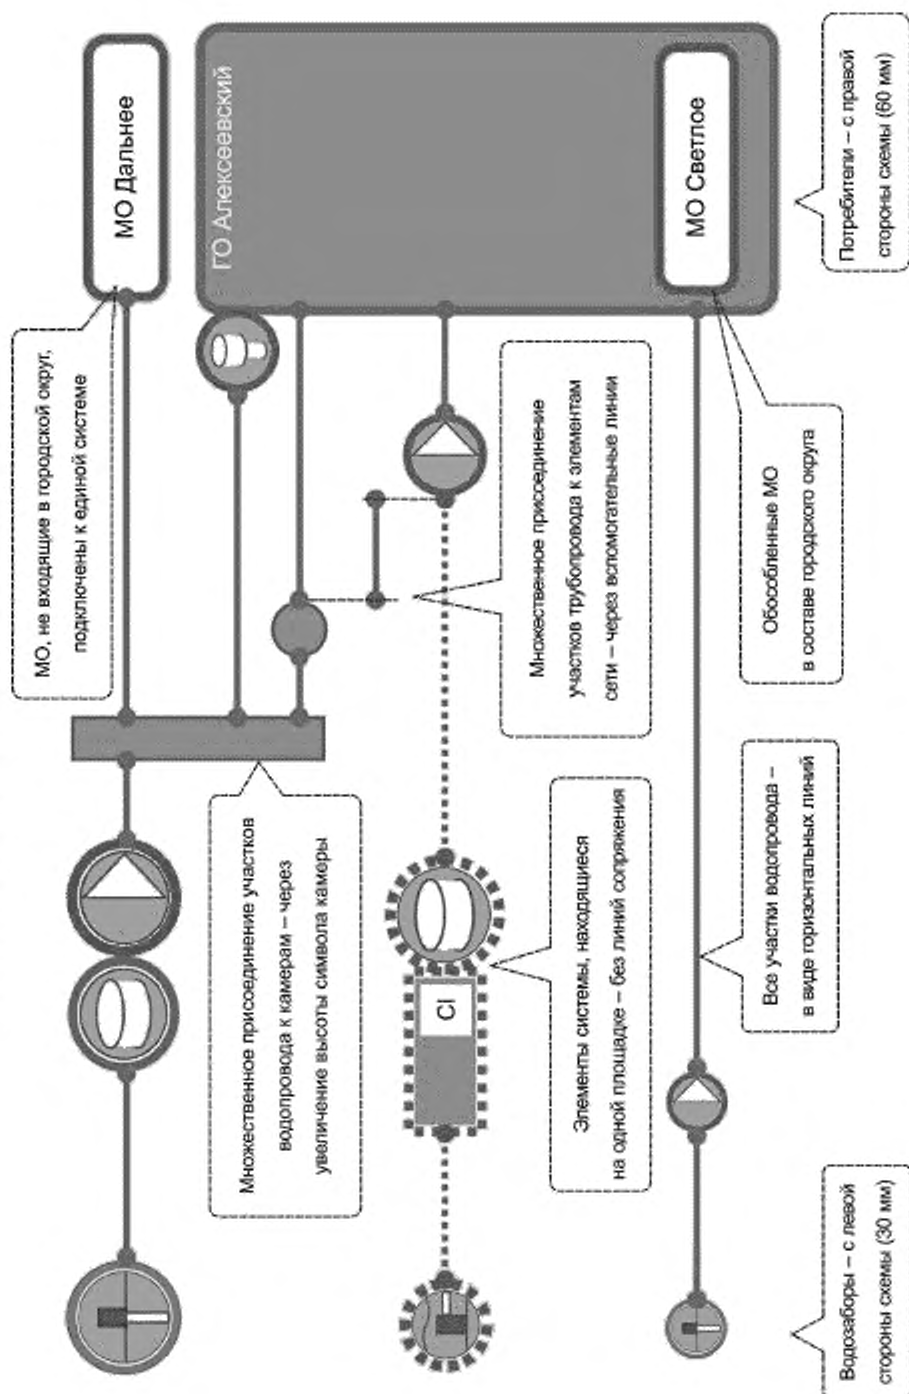 МО, не входящие в городской округ,
подключены к единой системе
МО Дальнее
ГО Алексеевский
МО Светлое
Множественное присоединение участков
водопровода к камерам – через
увеличение высоты символа камеры
Множественное присоединение
участков трубопровода к элементам
сети – через вспомогательные линии
CI
Элементы системы, находящиеся
на одной площадке – без линий сопряжения
Обособленные МО
в составе городского округа
Все участки водопровода –
в виде горизонтальных линий
Водозаборы – с левой
стороны схемы (30 мм)
Потребители – с правой
стороны схемы (60 мм)